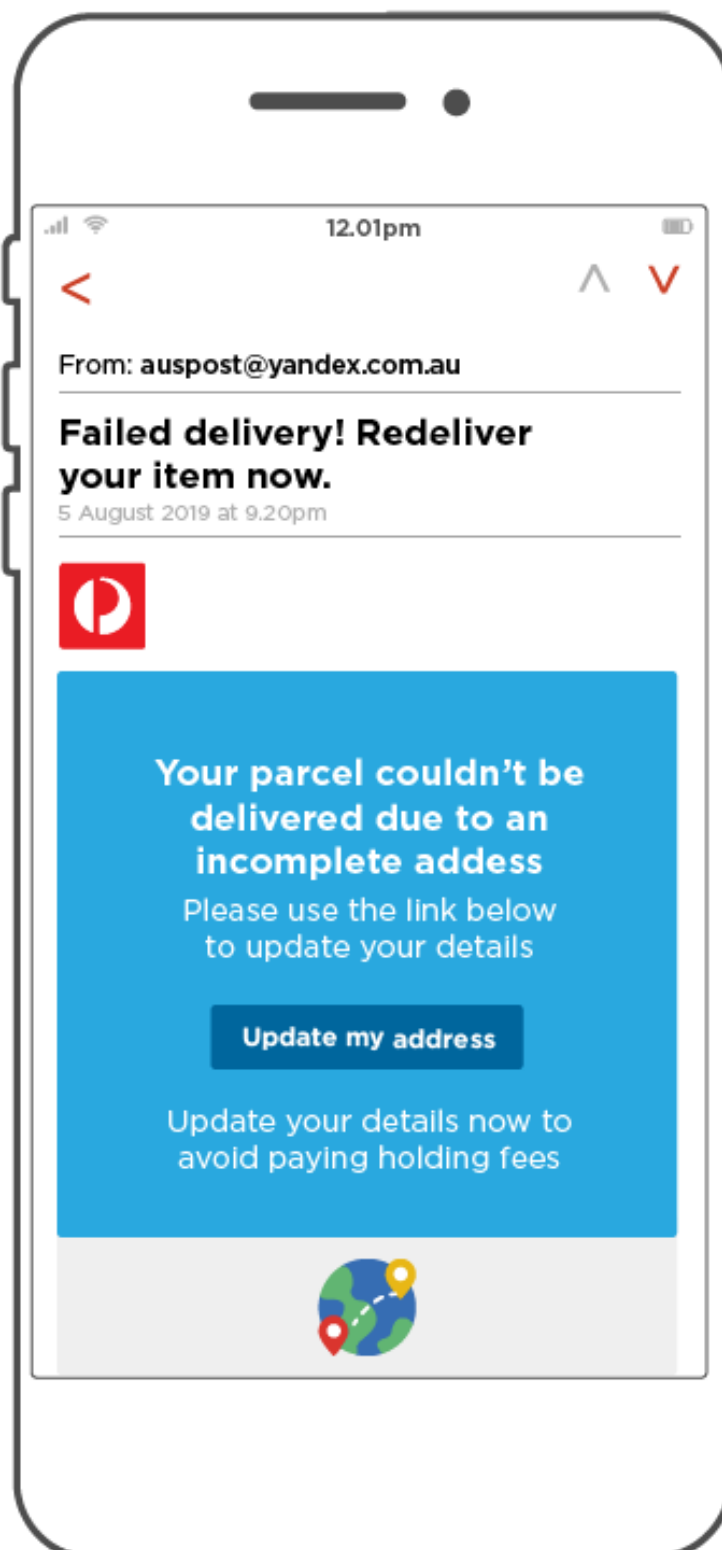 12.01pm
From: auspost@yandex.com.au
Failed delivery! Redeliver
your item now.
5 August 2019 at 9.20pm
Your parcel couldn’t be
delivered due to an
incomplete addess
Please use the link below
to update your details
Update my address
Update your details now to
avoid paying holding fees